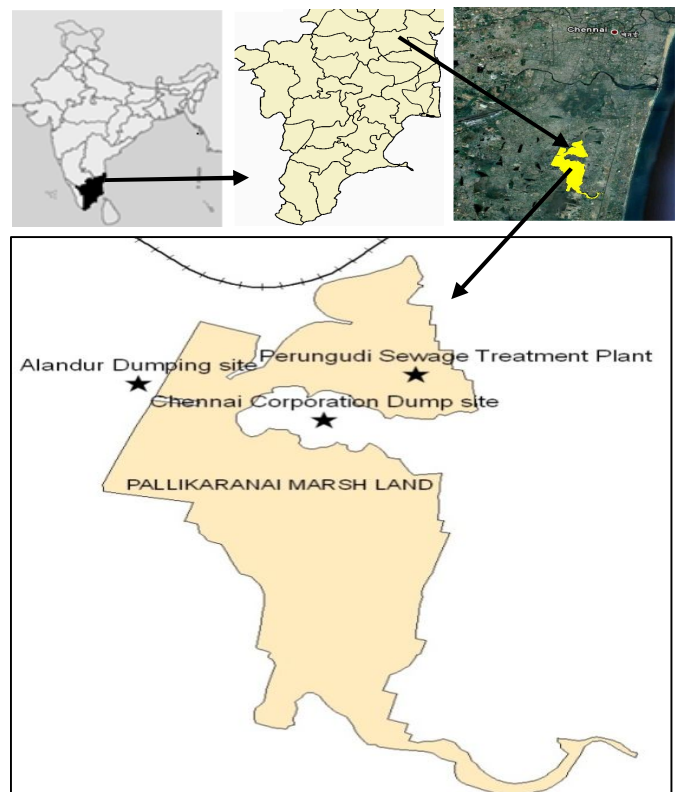 Chennai
Perungudi Sewage Treatment Plant
Alandur Dumping site
Chennai Corporation Dump site
PALLIKARANAI MARSH LAND